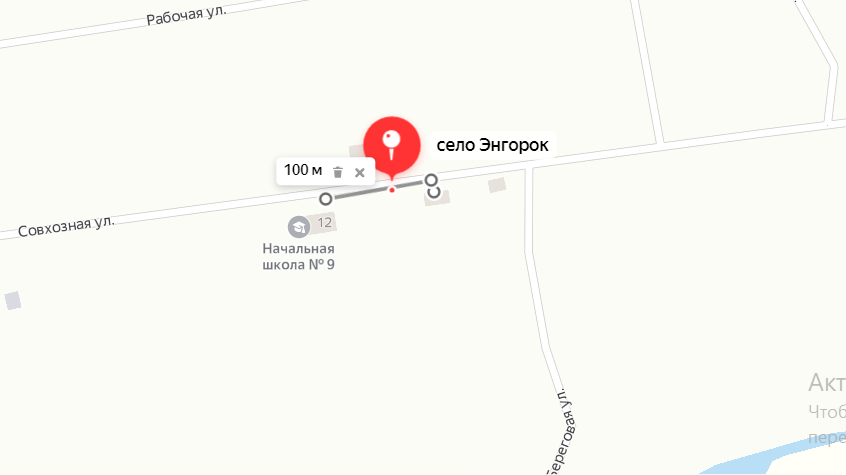 Рабочая ул.
село Энгорок
100 м
Совхозная ул.
12
Начальная
школа № 9
Береговая ул.
Акт
Чтоб
пере